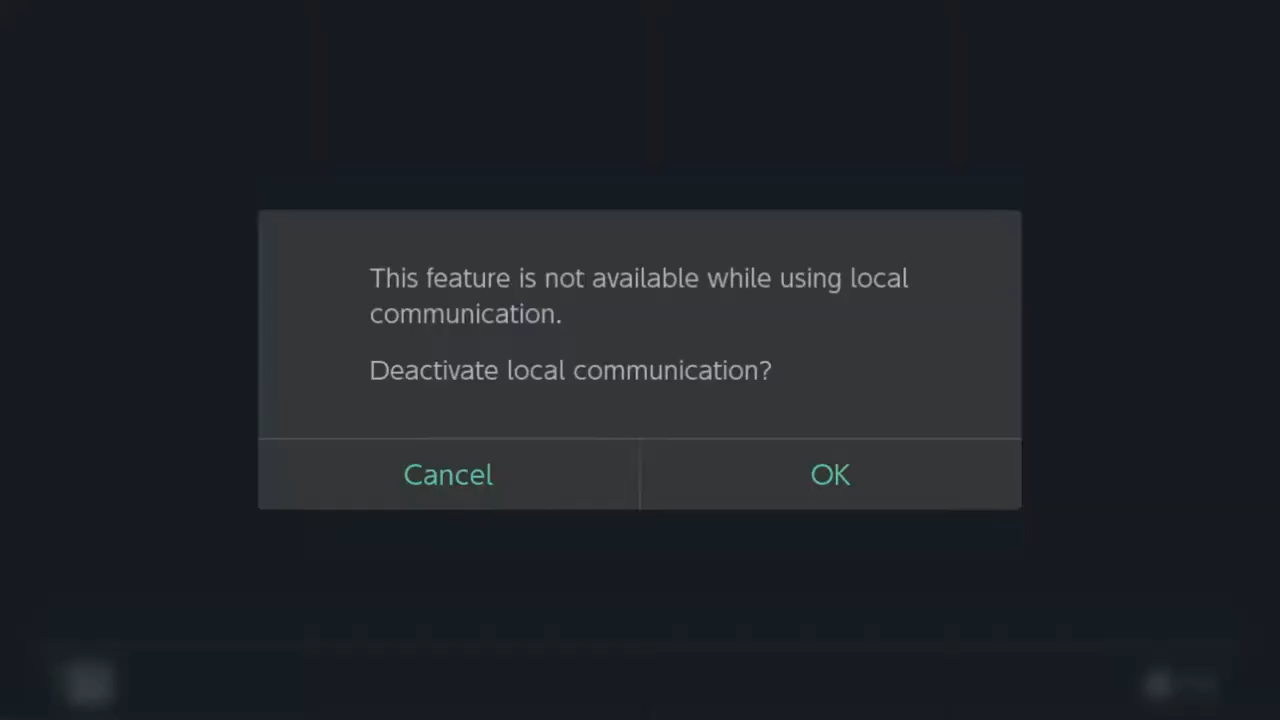 This feature is not available while using local
communication.
Deactivate local communication?
Cancel
OK